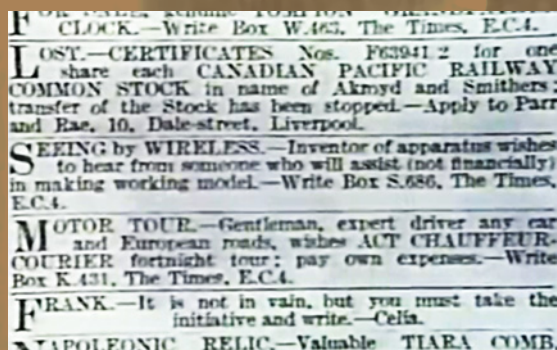 CLOCK.—Write Box W.465, The Times, E.C.4.
LOST.—CERTIFICATES Nos. F63941/2 for one
share each CANADIAN PACIFIC RAILWAY
COMMON STOCK in name of Akroyd and Smithers;
transfer of the Stock has been stopped.—Apply to Parr
and Rae, 10, Dale-street, Liverpool.
SEEING by WIRELESS.—Inventor of apparatus wishes
to hear from someone who will assist (not financially)
in making working model.—Write Box S.686, The Times,
E.C.4.
MOTOR TOUR.—Gentleman, expert driver any car
and European roads, wishes ACT CHAUFFEUR-
COURIER fortnight tour; pay own expenses.—Write
Box K.431, The Times, E.C.4.
FRANK.—It is not in vain, but you must take the
initiative and write.—Celia.
NAPOLEONIC RELIC.—Valuable TIARA COMB,